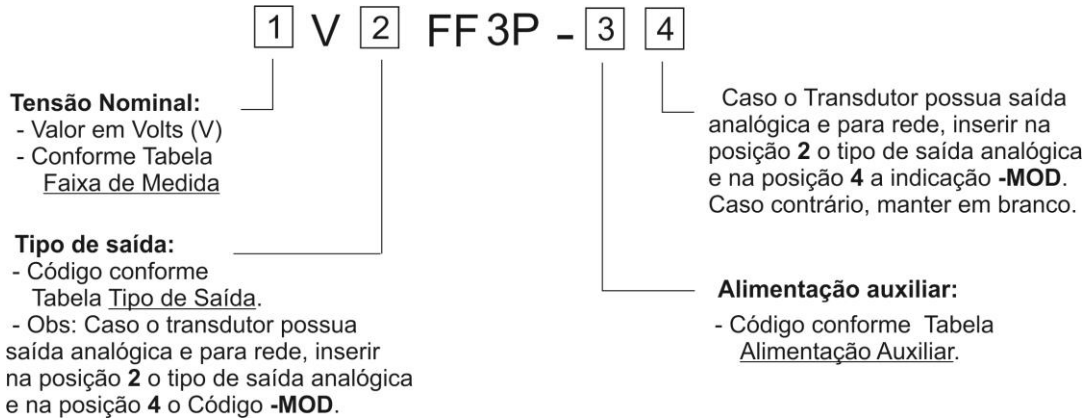 1 V 2 FF 3P - 3 4
Tensão Nominal:
- Valor em Volts (V)
- Conforme Tabela
Faixa de Medida
Tipo de saída:
- Código conforme
Tabela Tipo de Saída.
- Obs: Caso o transdutor possua
saída analógica e para rede, inserir
na posição 2 o tipo de saída analógica
e na posição 4 o Código -MOD.
Caso o Transdutor possua saída
analógica e para rede, inserir na
posição 2 o tipo de saída analógica
e na posição 4 a indicação -MOD.
Caso contrário, manter em branco.
Alimentação auxiliar:
- Código conforme Tabela
Alimentação Auxiliar.